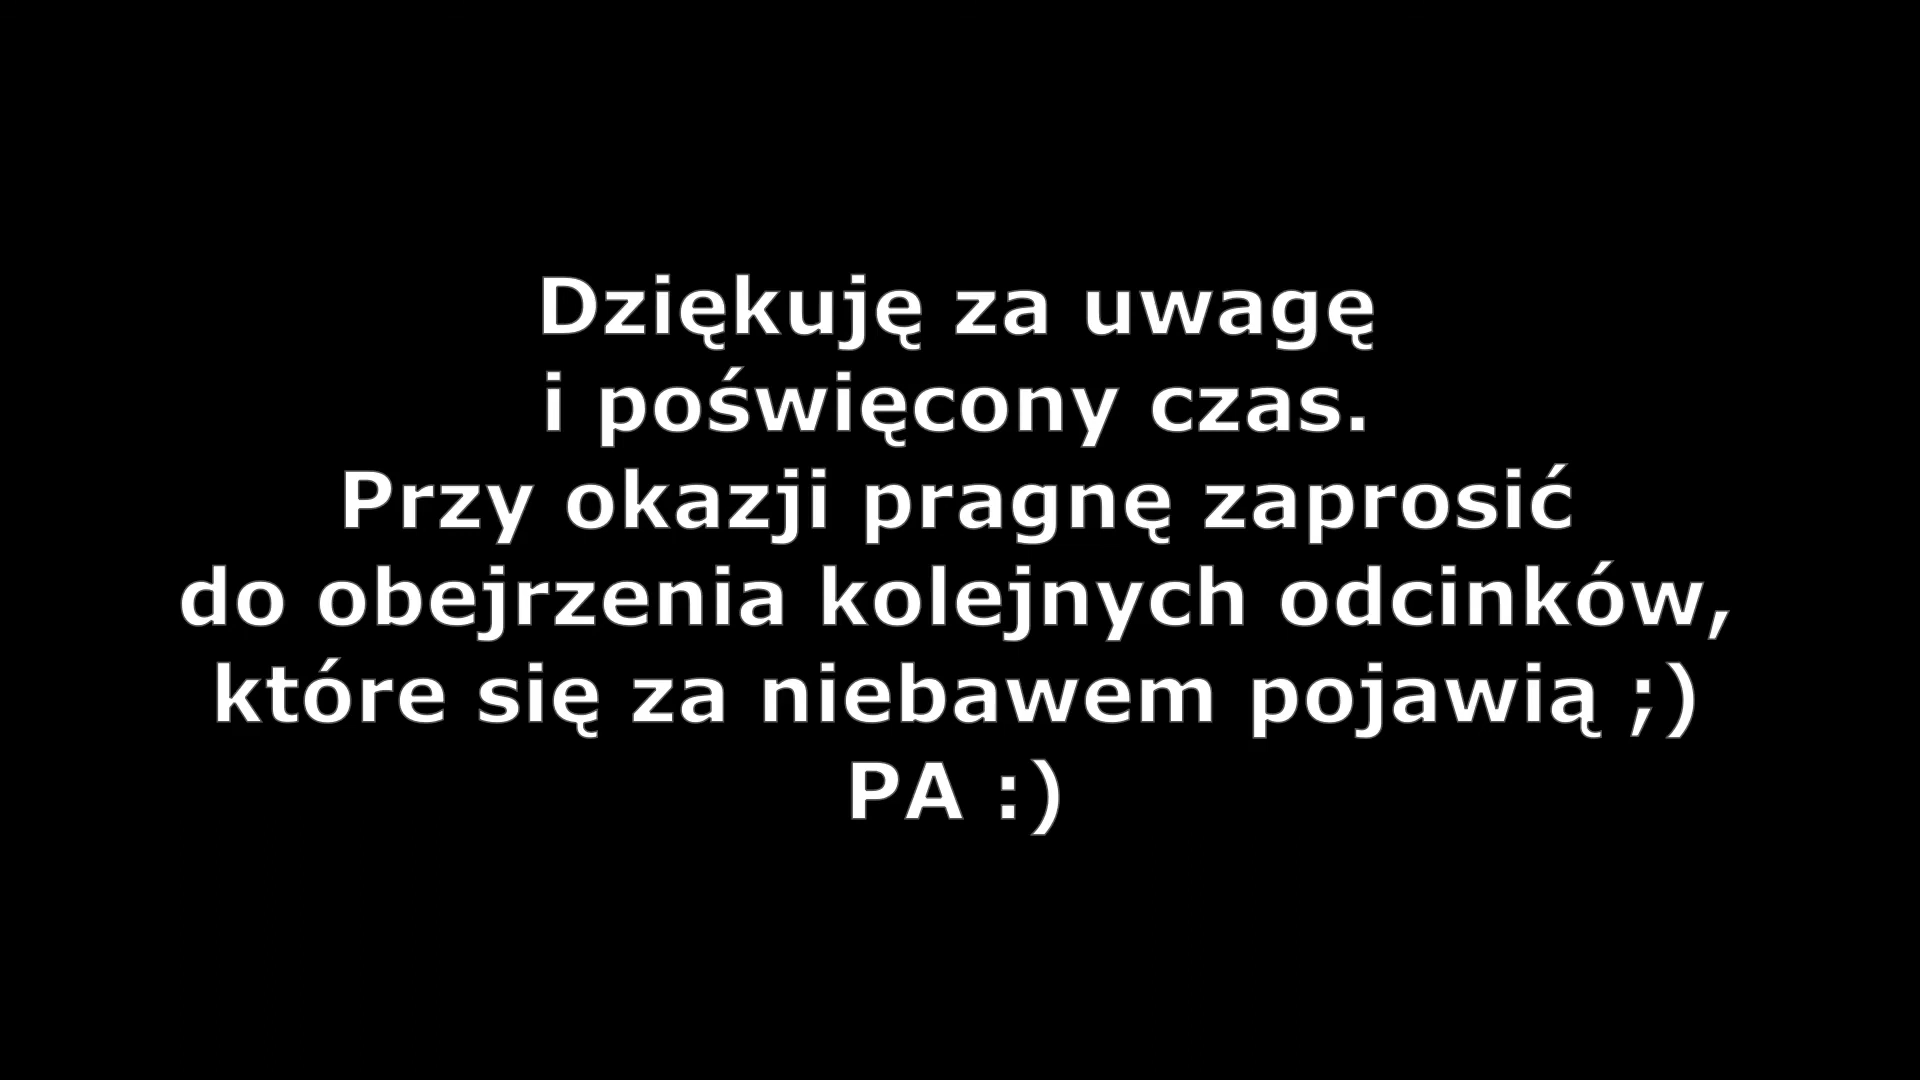 Dziękuję za uwagę
i poświęcony czas.
Przy okazji pragnę zaprosić
do obejrzenia kolejnych odcinków,
które się za niebawem pojawią ;)
PA :)